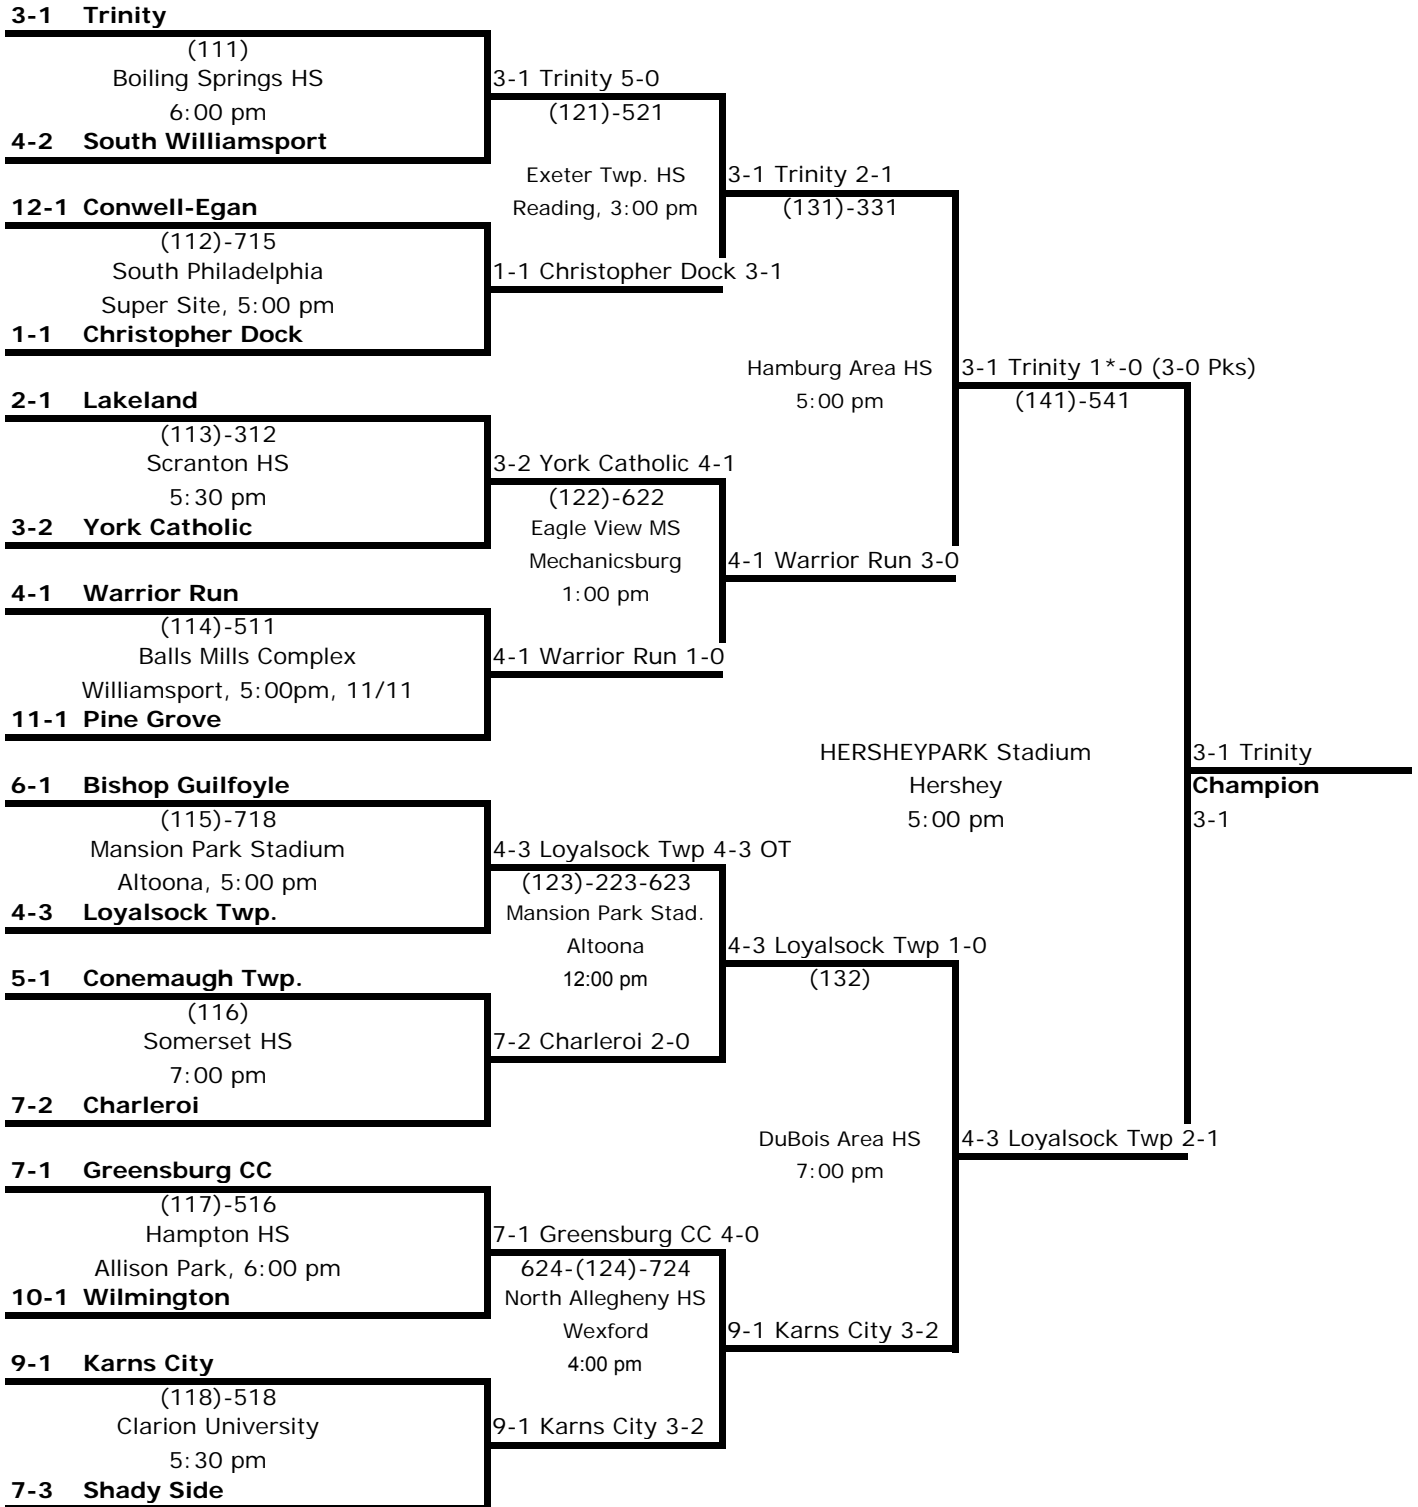 3-1 Trinity
(111)
Boiling Springs HS
6:00 pm
4-2 South Williamsport
12-1 Conwell-Egan
(112)-715
South Philadelphia
Super Site, 5:00 pm
1-1 Christopher Dock
2-1 Lakeland
(113)-312
Scranton HS
5:30 pm
3-2 York Catholic
4-1 Warrior Run
(114)-511
Balls Mills Complex
Williamsport, 5:00pm, 11/11
11-1 Pine Grove
6-1 Bishop Guilfoyle
(115)-718
Mansion Park Stadium
Altoona, 5:00 pm
4-3 Loyalsock Twp.
5-1 Conemaugh Twp.
(116)
Somerset HS
7:00 pm
7-2 Charleroi
7-1 Greensburg CC
(117)-516
Hampton HS
Allison Park, 6:00 pm
10-1 Wilmington
9-1 Karns City
(118)-518
Clarion University
5:30 pm
7-3 Shady Side
3-1 Trinity 5-0
(121)-521
Exeter Twp. HS
Reading, 3:00 pm
1-1 Christopher Dock 3-1
3-2 York Catholic 4-1
(122)-622
Eagle View MS
Mechanicsburg
1:00 pm
4-1 Warrior Run 1-0
4-3 Loyalsock Twp 4-3 OT
(123)-223-623
Mansion Park Stad.
Altoona
12:00 pm
7-2 Charleroi 2-0
7-1 Greensburg CC 4-0
624-(124)-724
North Allegheny HS
Wexford
4:00 pm
9-1 Karns City 3-2
3-1 Trinity 2-1
(131)-331
Hamburg Area HS
5:00 pm
4-1 Warrior Run 3-0
4-3 Loyalsock Twp 1-0
(132)
DuBois Area HS
7:00 pm
9-1 Karns City 3-2
3-1 Trinity 1*-0 (3-0 Pks)
(141)-541
HERSHEYPARK Stadium
Hershey
5:00 pm
4-3 Loyalsock Twp 2-1
3-1 Trinity
Champion
3-1